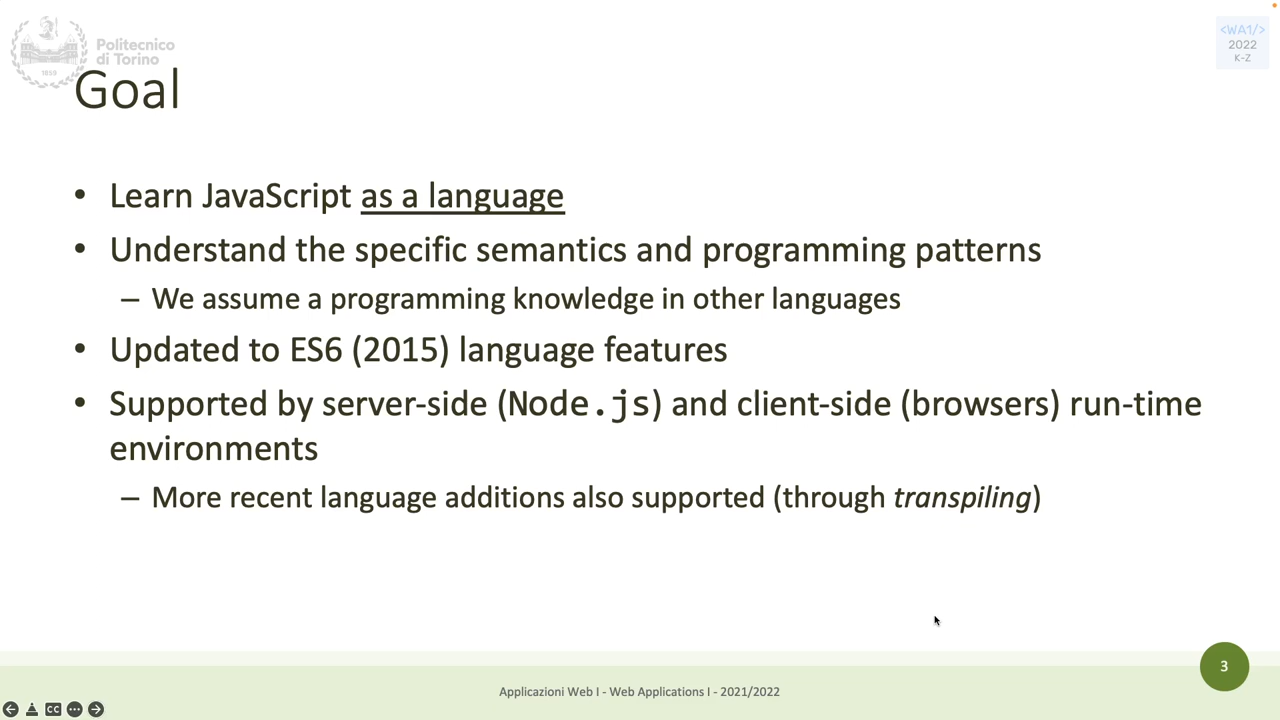 Politecnico
di Torino
1859
<WA1/>
2022
K-Z
Goal
• Learn JavaScript as a language
• Understand the specific semantics and programming patterns
– We assume a programming knowledge in other languages
• Updated to ES6 (2015) language features
• Supported by server-side (Node.js) and client-side (browsers) run-time
environments
– More recent language additions also supported (through transpiling)
3
Applicazioni Web I - Web Applications I - 2021/2022
CC